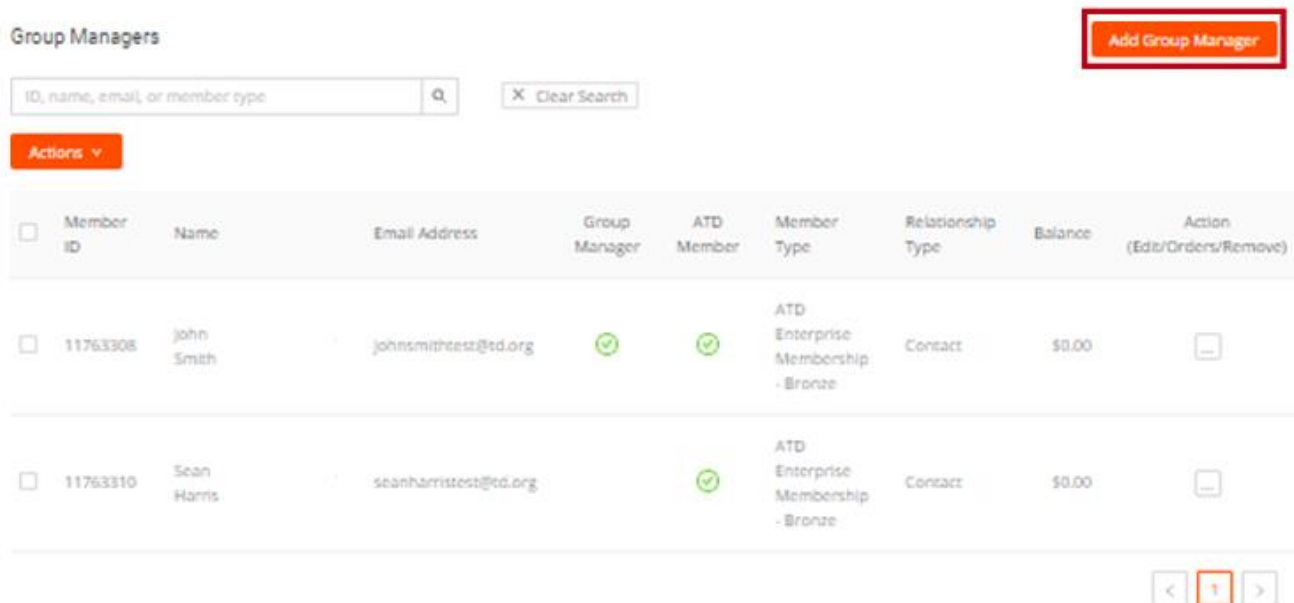 Group Managers
Add Group Manager
ID, name, email, or member type
X Clear Search
Actions
Member ID
Name
Email Address
Group Manager
ATD Member
Member Type
Relationship Type
Balance
Action (Edit/Orders/Remove)
11763308
John
Smith
johnsmithtest@td.org
ATD
Enterprise
Membership
- Bronze
Contact
$0.00
...
11763310
Sean
Harris
seanharristest@td.org
ATD
Enterprise
Membership
- Bronze
Contact
$0.00
...
< 1 >